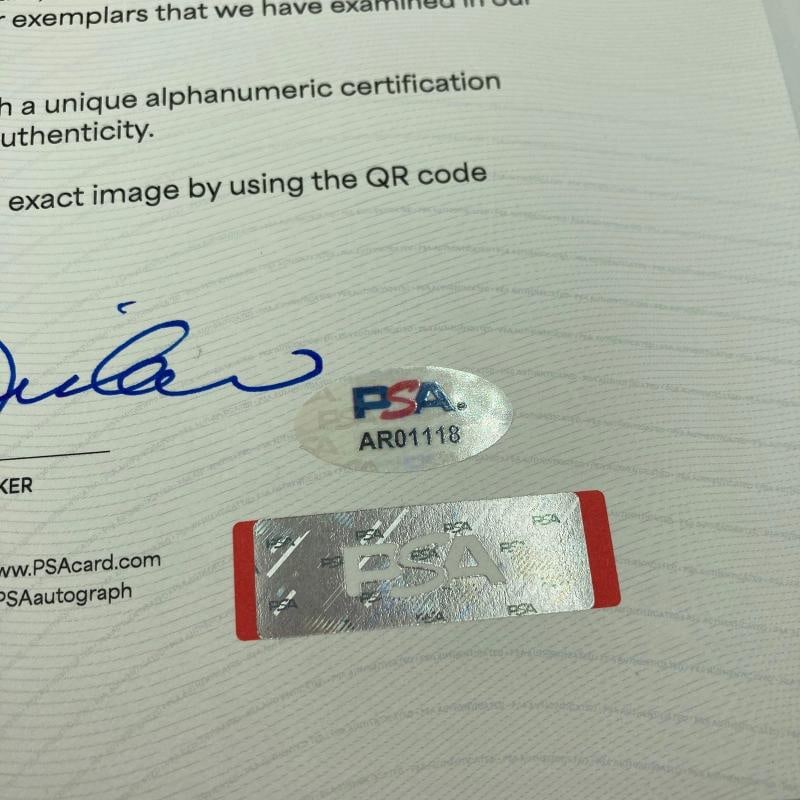 r exemplars that we have examined in our
h a unique alphanumeric certification
uthenticity.
exact image by using the QR code
PSA
AR01118
KER
ww.PSAcard.com
PSAautograph
PSA